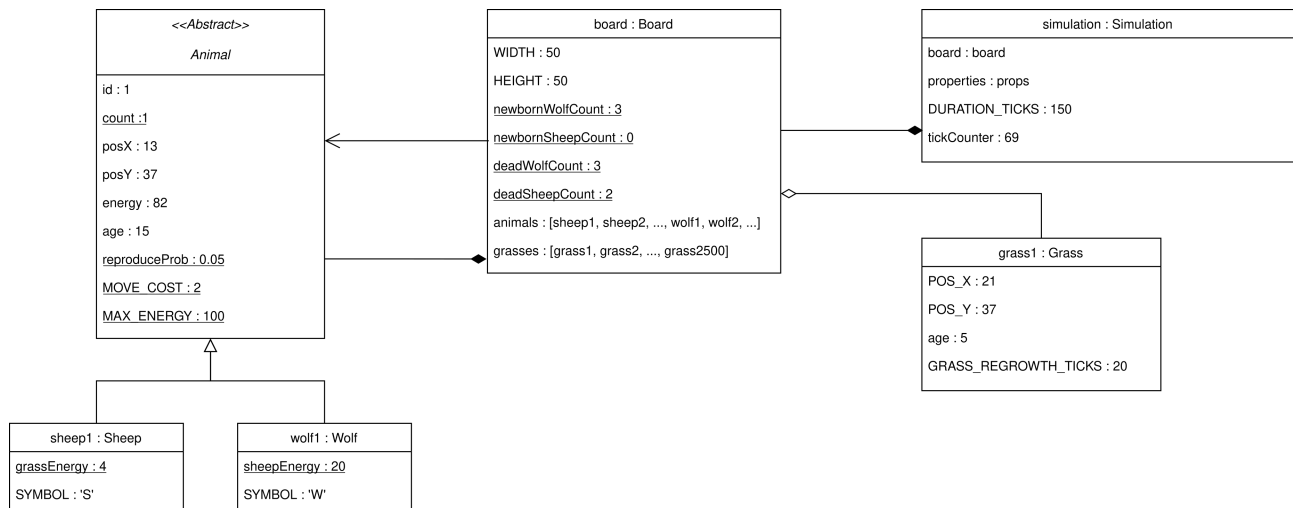 <<Abstract>>
Animal
id : 1
count :1
posX : 13
posY : 37
energy : 82
age : 15
reproduceProb : 0.05
MOVE_COST : 2
MAX_ENERGY : 100
board : Board
WIDTH : 50
HEIGHT : 50
newbornWolfCount : 3
newbornSheepCount : 0
deadWolfCount : 3
deadSheepCount : 2
animals : [sheep1, sheep2, ..., wolf1, wolf2, ...]
grasses : [grass1, grass2, ..., grass2500]
simulation : Simulation
board : board
properties : props
DURATION_TICKS : 150
tickCounter : 69
grass1 : Grass
POS_X : 21
POS_Y : 37
age : 5
GRASS_REGROWTH_TICKS : 20
sheep1 : Sheep
grassEnergy : 4
SYMBOL : 'S'
wolf1 : Wolf
sheepEnergy : 20
SYMBOL : 'W'